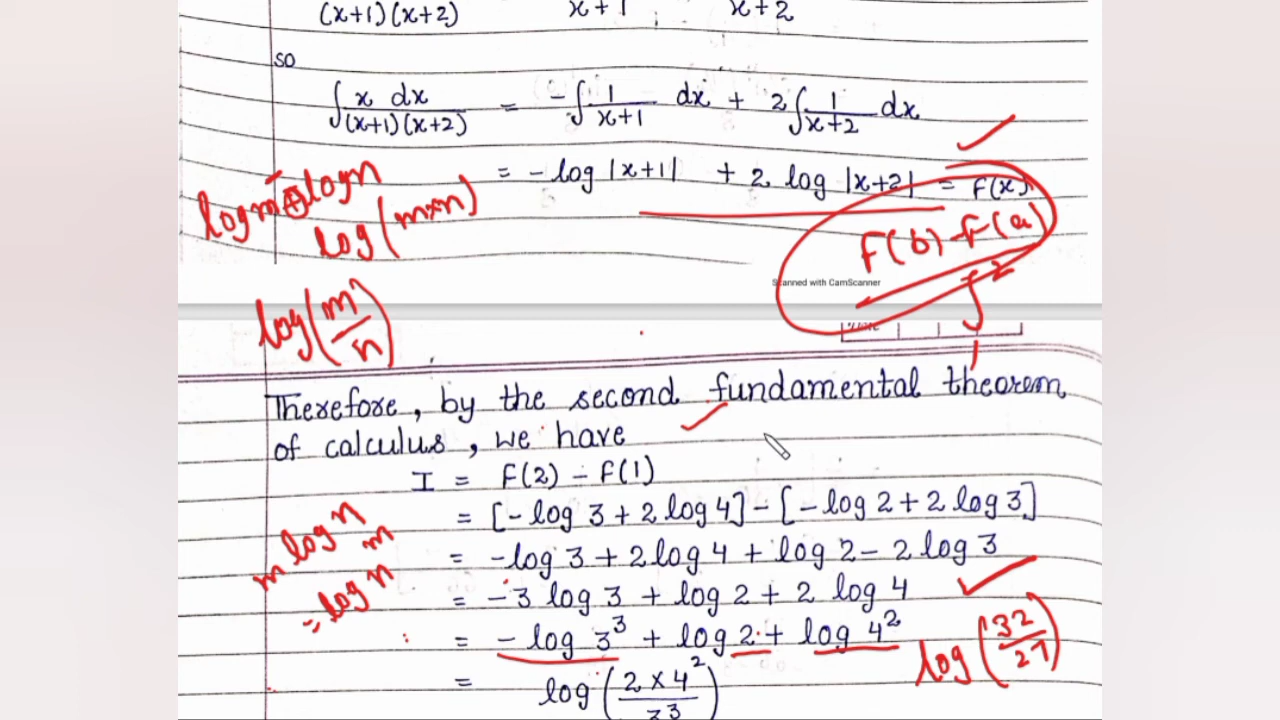 (x+1)(x+2) x+1 x+2
so
∫ x dx / (x+1)(x+2) = -∫ 1/(x+1) dx + 2∫ 1/(x+2) dx
= -log |x+1| + 2 log |x+2| = F(x)
log m + log n
log (m×n)
F(b) - F(a)
Scanned with CamScanner
∫ 2 1
log (m/n)
Therefore, by the second fundamental theorem
of calculus, we have
I = F(2) - F(1)
= [-log 3 + 2 log 4] - [-log 2 + 2 log 3]
= -log 3 + 2 log 4 + log 2 - 2 log 3
m log n
= log n^m
= -3 log 3 + log 2 + 2 log 4
= -log 3³ + log 2 + log 4²
log (32/27)
= log (2×4² / 3³)